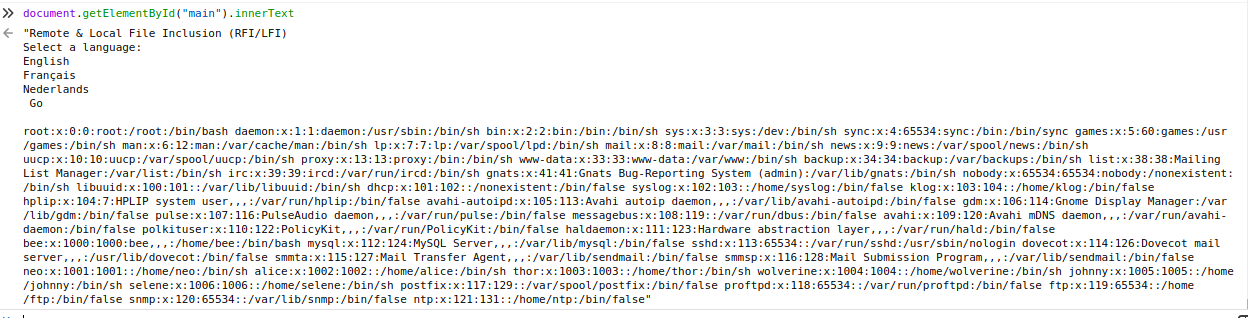 document.getElementById("main").innerText
"Remote & Local File Inclusion (RFI/LFI)
Select a language:
English
Français
Nederlands
Go
root:x:0:0:root:/root:/bin/bash daemon:x:1:1:daemon:/usr/sbin:/bin/sh bin:x:2:2:bin:/bin:/bin/sh sys:x:3:3:sys:/dev:/bin/sh sync:x:4:65534:sync:/bin:/bin/sync games:x:5:60:games:/usr
/games:/bin/sh man:x:6:12:man:/var/cache/man:/bin/sh lp:x:7:7:lp:/var/spool/lpd:/bin/sh mail:x:8:8:mail:/var/mail:/bin/sh news:x:9:9:news:/var/spool/news:/bin/sh
uucp:x:10:10:uucp:/var/spool/uucp:/bin/sh proxy:x:13:13:proxy:/bin:/bin/sh www-data:x:33:33:www-data:/var/www:/bin/sh backup:x:34:34:backup:/var/backups:/bin/sh list:x:38:38:Mailing
List Manager:/var/list:/bin/sh irc:x:39:39:ircd:/var/run/ircd:/bin/sh gnats:x:41:41:Gnats Bug-Reporting System (admin):/var/lib/gnats:/bin/sh nobody:x:65534:65534:nobody:/nonexistent:
/bin/sh libuuid:x:100:101::/var/lib/libuuid:/bin/sh dhcp:x:101:102::/nonexistent:/bin/false syslog:x:102:103::/home/syslog:/bin/false klog:x:103:104::/home/klog:/bin/false
hplip:x:104:7:HPLIP system user,,,:/var/run/hplip:/bin/false avahi-autoipd:x:105:113:Avahi autoip daemon,,,:/var/lib/avahi-autoipd:/bin/false gdm:x:106:114:Gnome Display Manager:/var
/lib/gdm:/bin/false pulse:x:107:116:PulseAudio daemon,,,:/var/run/pulse:/bin/false messagebus:x:108:119::/var/run/dbus:/bin/false avahi:x:109:120:Avahi mDNS daemon,,,:/var/run/avahi-
daemon:/bin/false polkituser:x:110:122:PolicyKit,,,:/var/run/PolicyKit:/bin/false haldaemon:x:111:123:Hardware abstraction layer,,,:/var/run/hald:/bin/false
bee:x:1000:1000:bee,,,:/home/bee:/bin/bash mysql:x:112:124:MySQL Server,,,:/var/lib/mysql:/bin/false sshd:x:113:65534::/var/run/sshd:/usr/sbin/nologin dovecot:x:114:126:Dovecot mail
server,,,:/usr/lib/dovecot:/bin/false smmta:x:115:127:Mail Transfer Agent,,,:/var/lib/sendmail:/bin/false smmsp:x:116:128:Mail Submission Program,,,:/var/lib/sendmail:/bin/false
neo:x:1001:1001::/home/neo:/bin/sh alice:x:1002:1002::/home/alice:/bin/sh thor:x:1003:1003::/home/thor:/bin/sh wolverine:x:1004:1004::/home/wolverine:/bin/sh johnny:x:1005:1005::/home
/johnny:/bin/sh selene:x:1006:1006::/home/selene:/bin/sh postfix:x:117:129::/var/spool/postfix:/bin/false proftpd:x:118:65534::/var/run/proftpd:/bin/false ftp:x:119:65534::/home
/ftp:/bin/false snmp:x:120:65534::/var/lib/snmp:/bin/false ntp:x:121:131::/home/ntp:/bin/false"